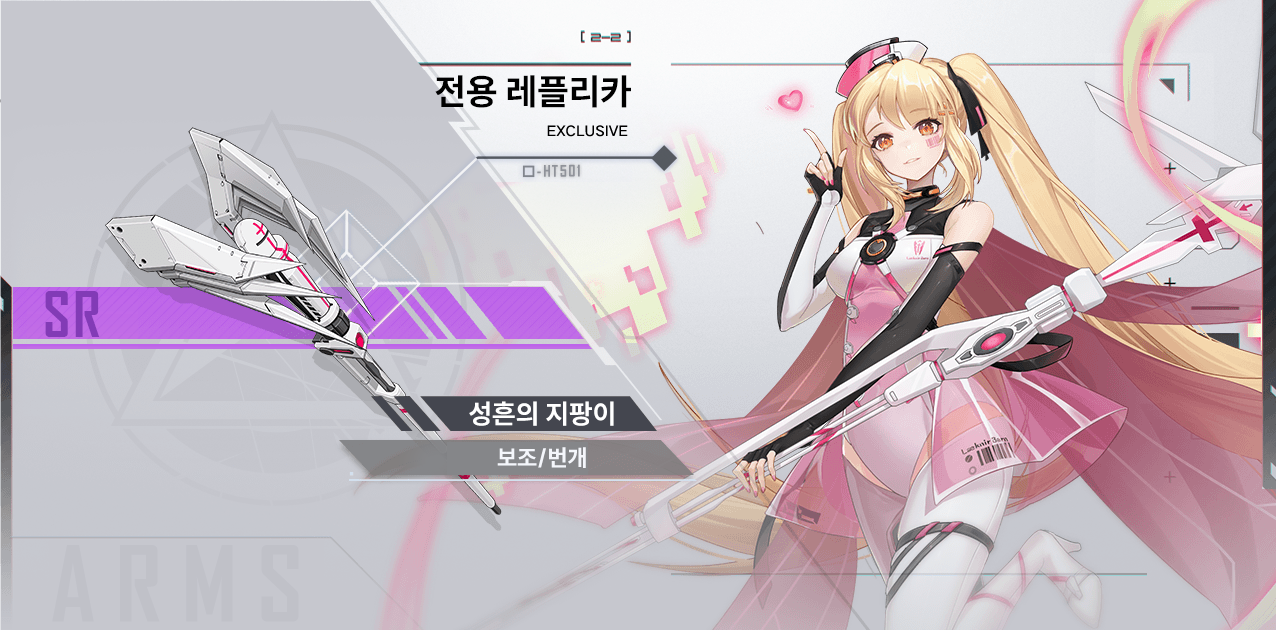 [ 2-2 ]
전용 레플리카
EXCLUSIVE
-HT501
SR
성흔의 지팡이
보조/번개
ARMS